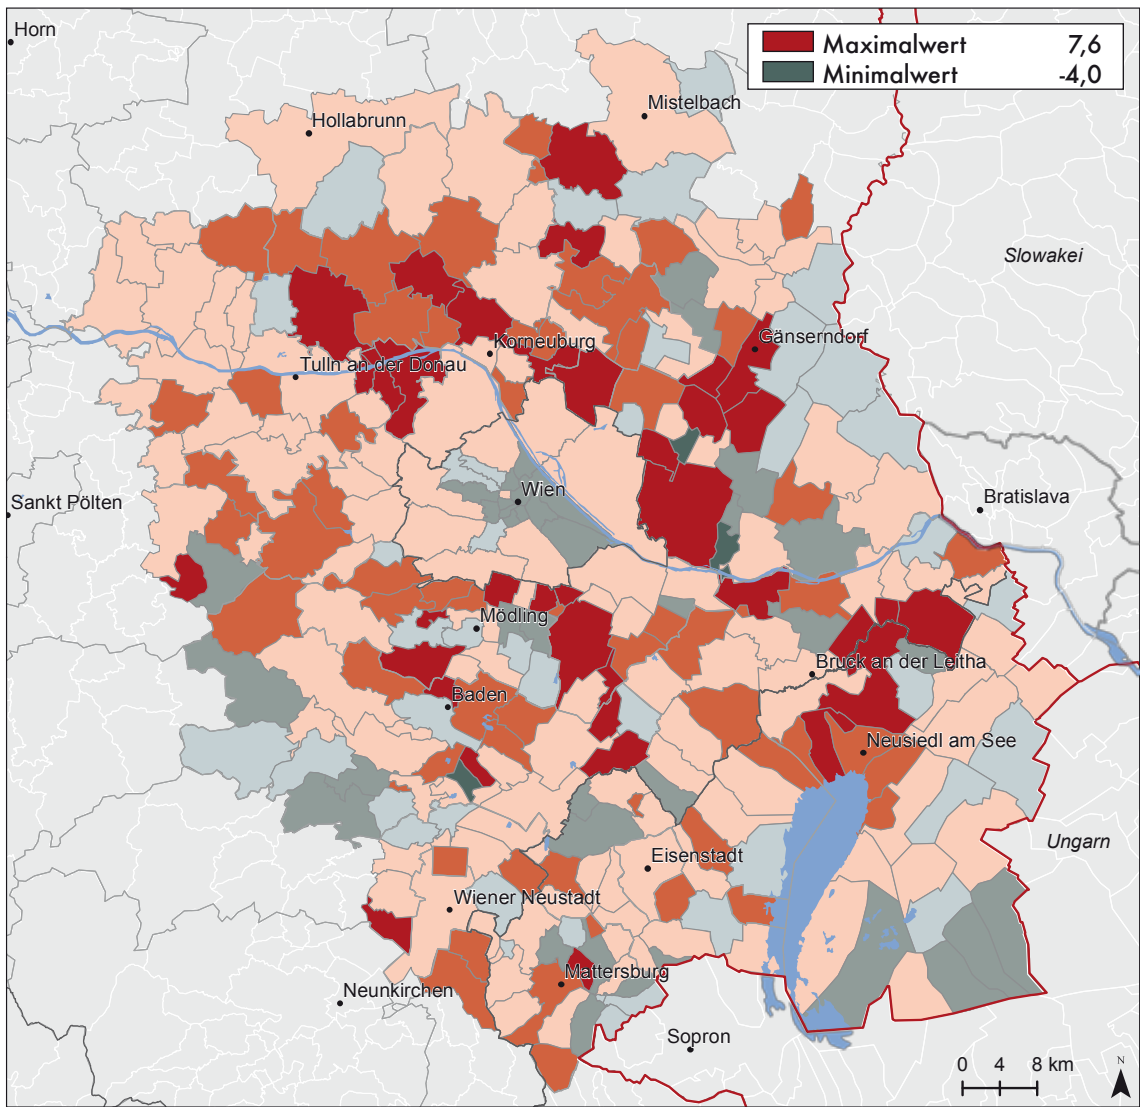 Horn
Maximalwert 7,6
Minimalwert -4,0
Mistelbach
Hollabrunn
Slowakei
Gänserndorf
Korneuburg
Tulln an der Donau
Wien
Bratislava
Sankt Pölten
Mödling
Bruck an der Leitha
Baden
Neusiedl am See
Ungarn
Eisenstadt
Wiener Neustadt
Mattersburg
Neunkirchen
Sopron
N
0 4 8 km